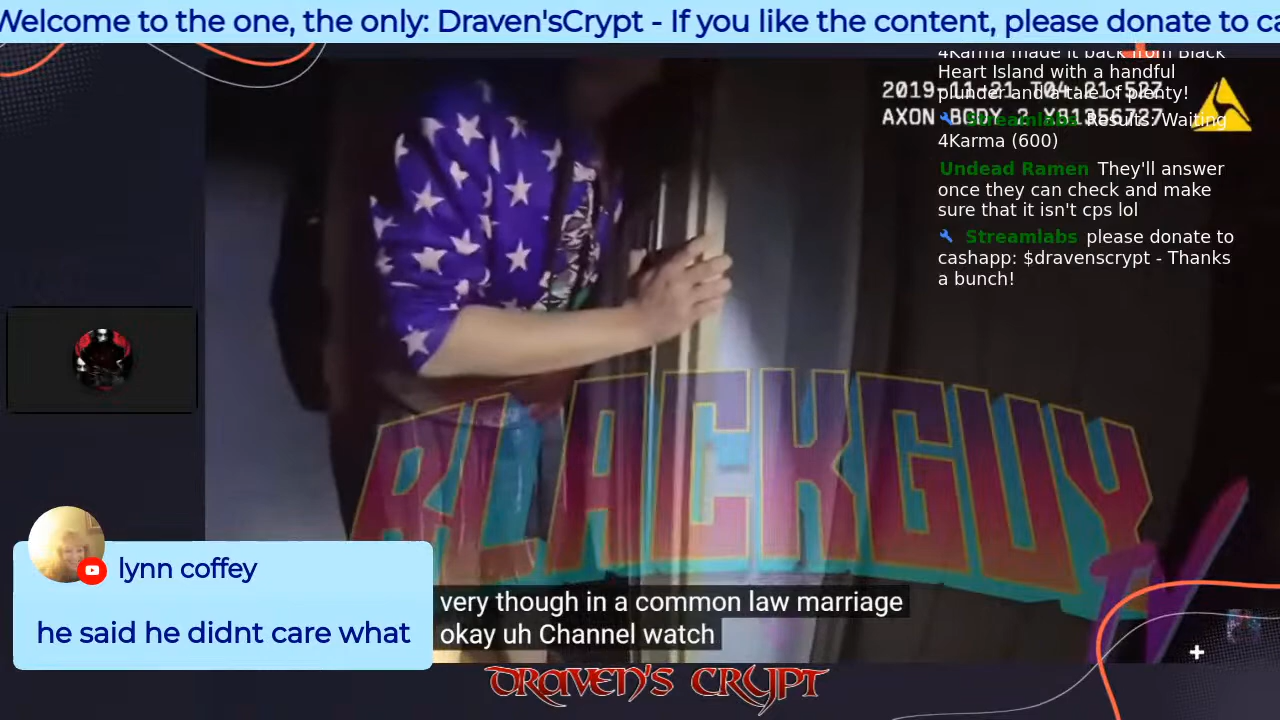 Welcome to the one, the only: Draven'sCrypt - If you like the content, please donate to ca
4Karma made it back from Black
Heart Island with a handful
plunder and a tale of plenty!
2019-11-21 T04:21:52Z
AXON BODY 2 X81356727
Streamlabs Results: Waiting
4Karma (600)
Undead Ramen They'll answer
once they can check and make
sure that it isn't cps lol
Streamlabs please donate to
cashapp: $dravenscrypt - Thanks
a bunch!
BLACKGUY
TV
lynn coffey
he said he didnt care what
very though in a common law marriage
okay uh Channel watch
DRAVEN'S CRYPT